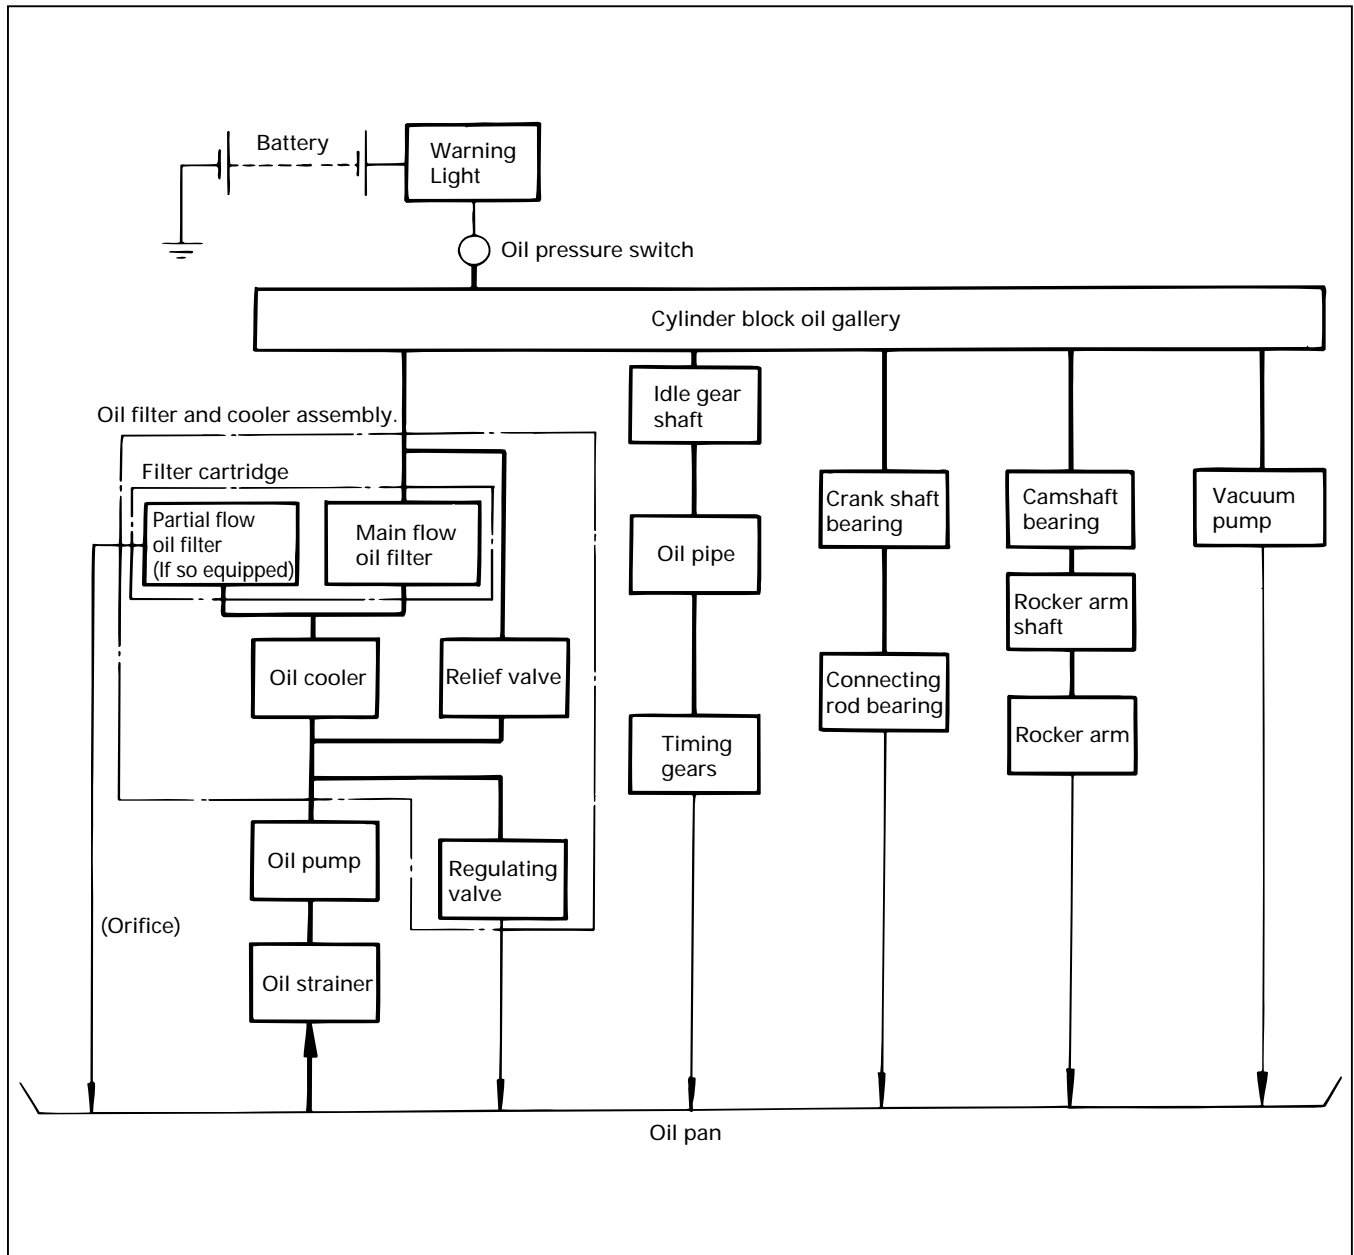 Battery
Warning
Light
Oil pressure switch
Cylinder block oil gallery
Oil filter and cooler assembly.
Filter cartridge
Partial flow
oil filter
(If so equipped)
Main flow
oil filter
Oil cooler
Relief valve
Oil pump
Regulating
valve
(Orifice)
Oil strainer
Idle gear
shaft
Oil pipe
Timing
gears
Crank shaft
bearing
Connecting
rod bearing
Camshaft
bearing
Rocker arm
shaft
Rocker arm
Vacuum
pump
Oil pan